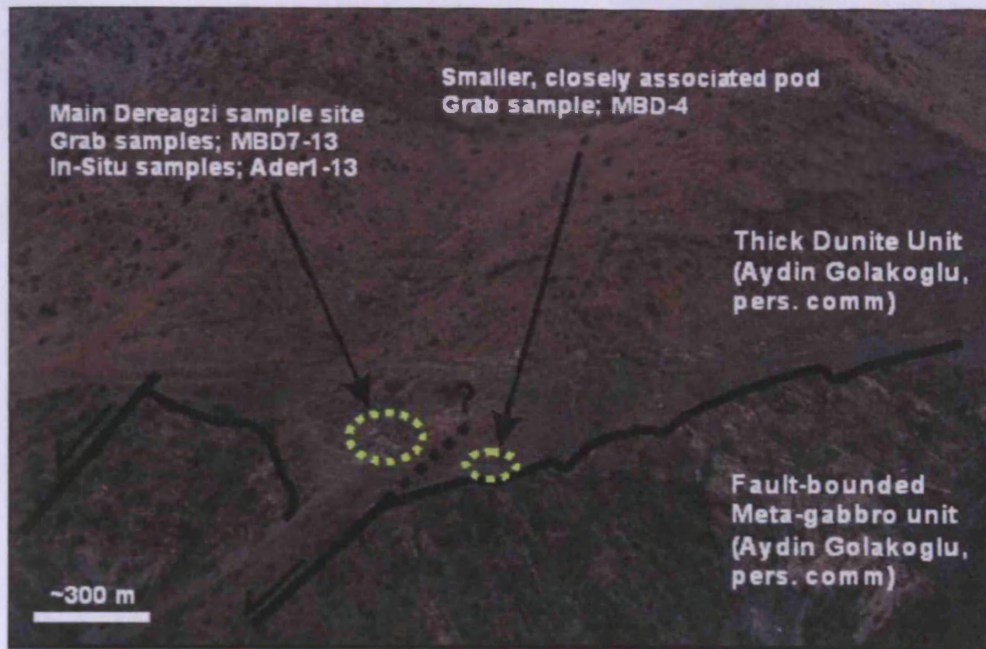 Main Dereagzi sample site
Grab samples; MBD7-13
In-Situ samples; Ader1-13
Smaller, closely associated pod
Grab sample; MBD-4
Thick Dunite Unit
(Aydin Golakoglu,
pers. comm)
?
Fault-bounded
Meta-gabbro unit
(Aydin Golakoglu,
pers. comm)
~300 m